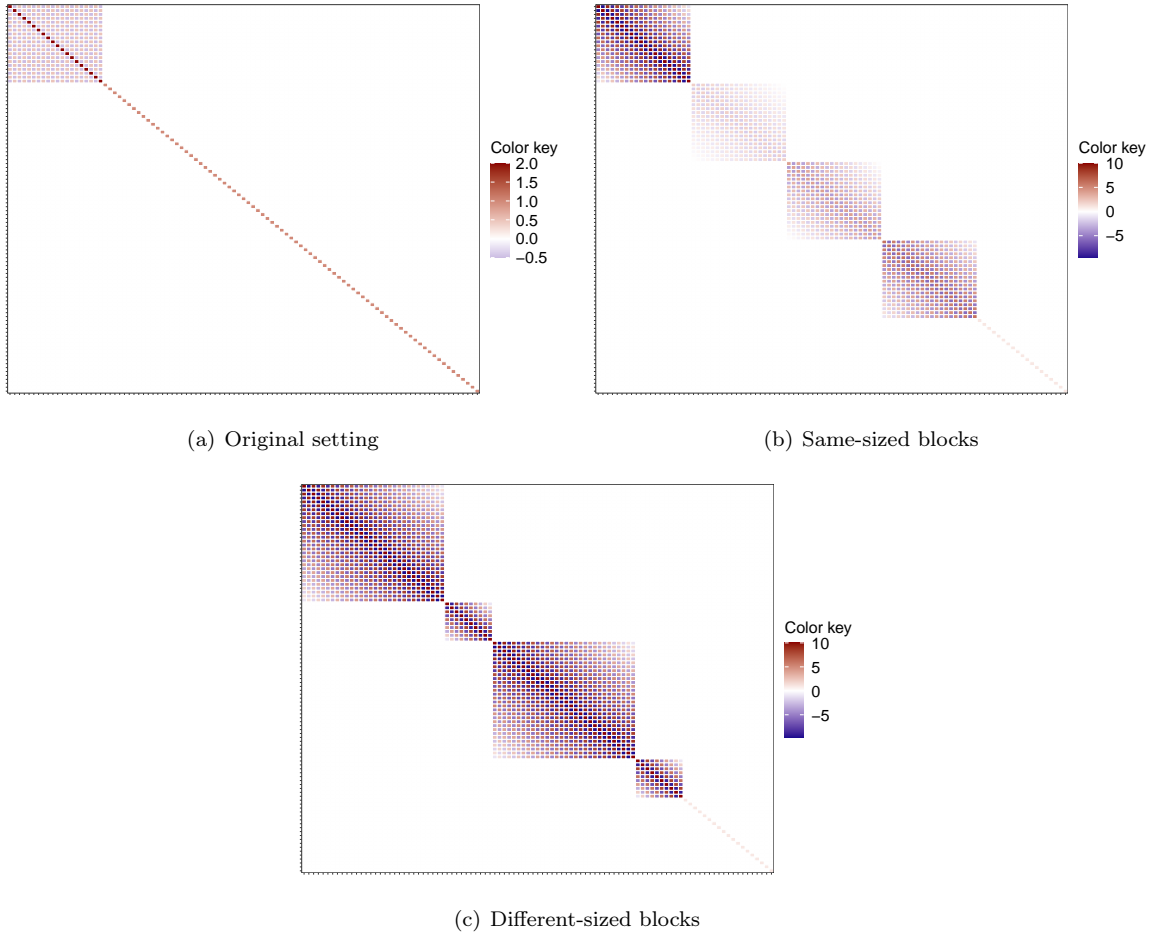 Color key
2.0
1.5
1.0
0.5
0.0
−0.5
Color key
10
5
0
−5
(a) Original setting
(b) Same-sized blocks
Color key
10
5
0
−5
(c) Different-sized blocks